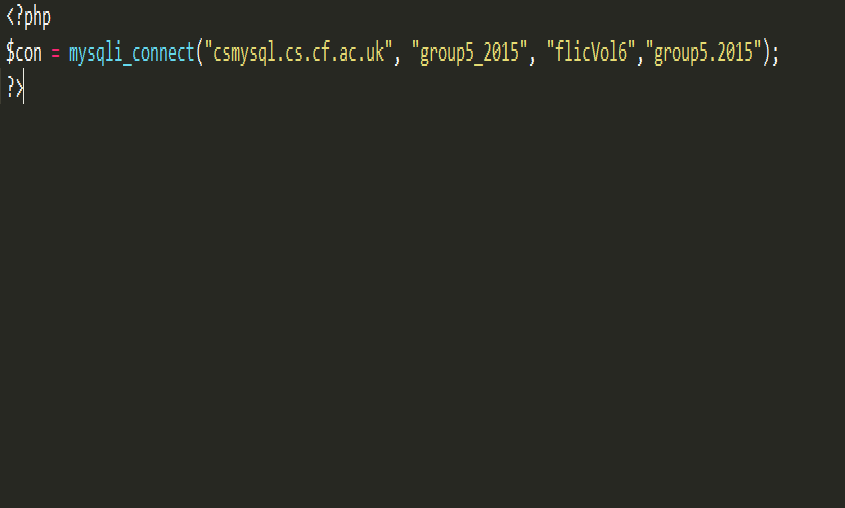 <?php
$con = mysqli_connect("csmysql.cs.cf.ac.uk", "group5_2015", "flicVol6","group5.2015");
?>